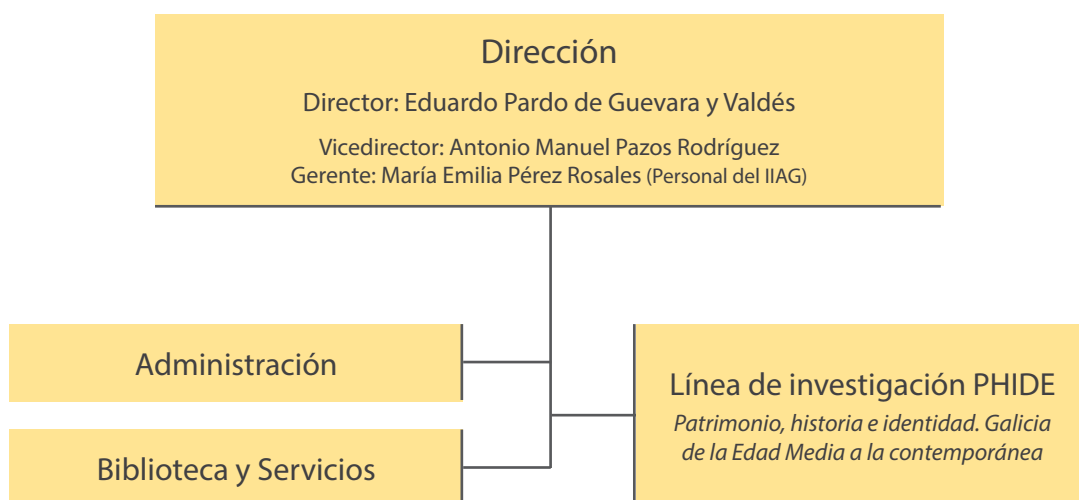 Dirección
Director: Eduardo Pardo de Guevara y Valdés
Vicedirector: Antonio Manuel Pazos Rodríguez
Gerente: María Emilia Pérez Rosales (Personal del IIAG)
Administración
Biblioteca y Servicios
Línea de investigación PHIDE
Patrimonio, historia e identidad. Galicia
de la Edad Media a la contemporánea